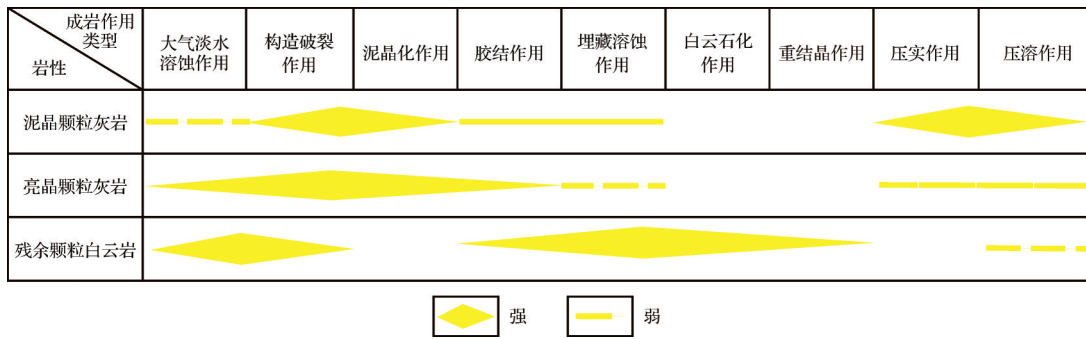 成岩作用
类型
岩性
大气淡水
溶蚀作用
构造破裂
作用
泥晶化作用
胶结作用
埋藏溶蚀
作用
白云石化
作用
重结晶作用
压实作用
压溶作用
泥晶颗粒灰岩
亮晶颗粒灰岩
残余颗粒白云岩
强
弱